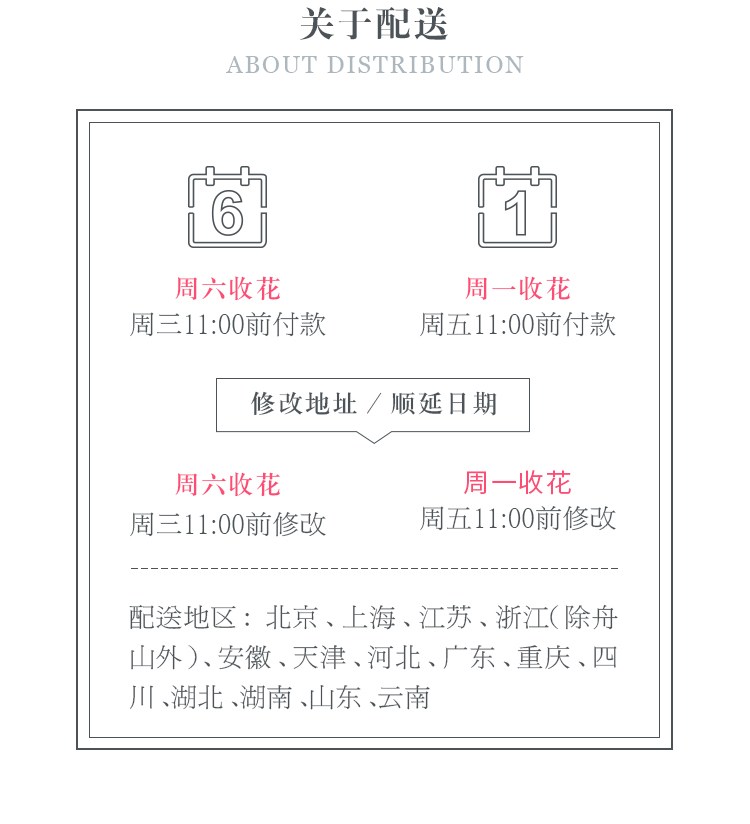 关于配送
ABOUT DISTRIBUTION
6
1
周六收花
周一收花
周三11:00前付款
周五11:00前付款
修改地址 / 顺延日期
周六收花
周一收花
周三11:00前修改
周五11:00前修改
配送地区：北京、上海、江苏、浙江（除舟
山外）、安徽、天津、河北、广东、重庆、四
川、湖北、湖南、山东、云南